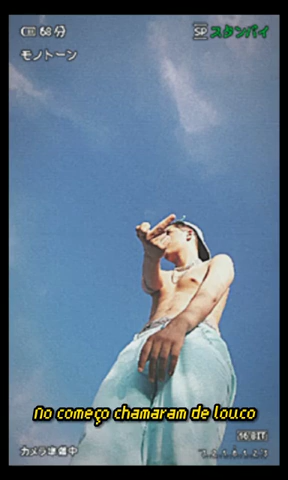 68分
SP スタンバイ
モノトーン
No começo chamaram de louco
16BIT
カメラ準備中